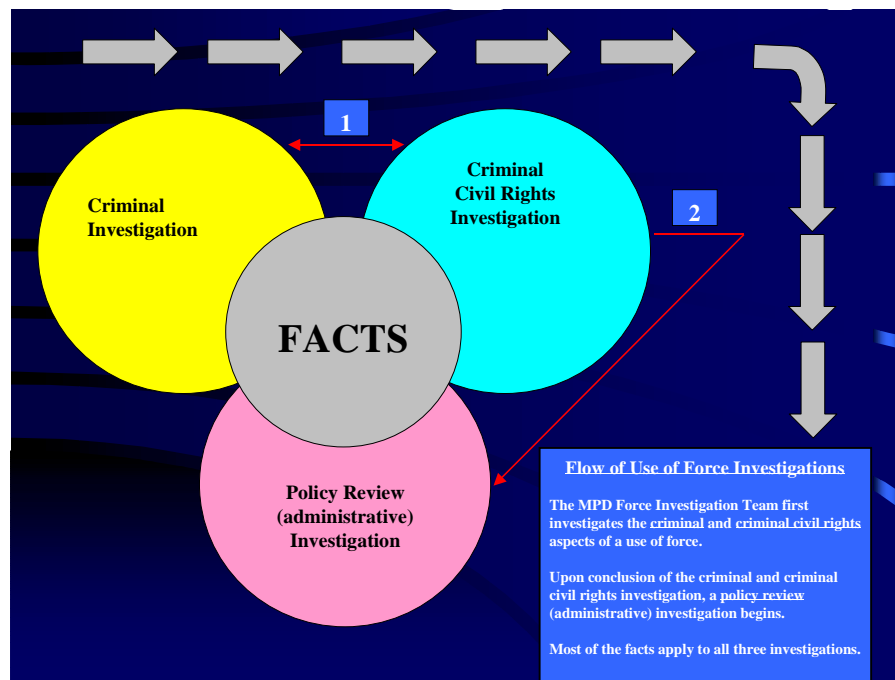 1
Criminal
Civil Rights
Investigation
Criminal
Investigation
2
FACTS
Policy Review
(administrative)
Investigation
Flow of Use of Force Investigations
The MPD Force Investigation Team first
investigates the criminal and criminal civil rights
aspects of a use of force.
Upon conclusion of the criminal and criminal
civil rights investigation, a policy review
(administrative) investigation begins.
Most of the facts apply to all three investigations.